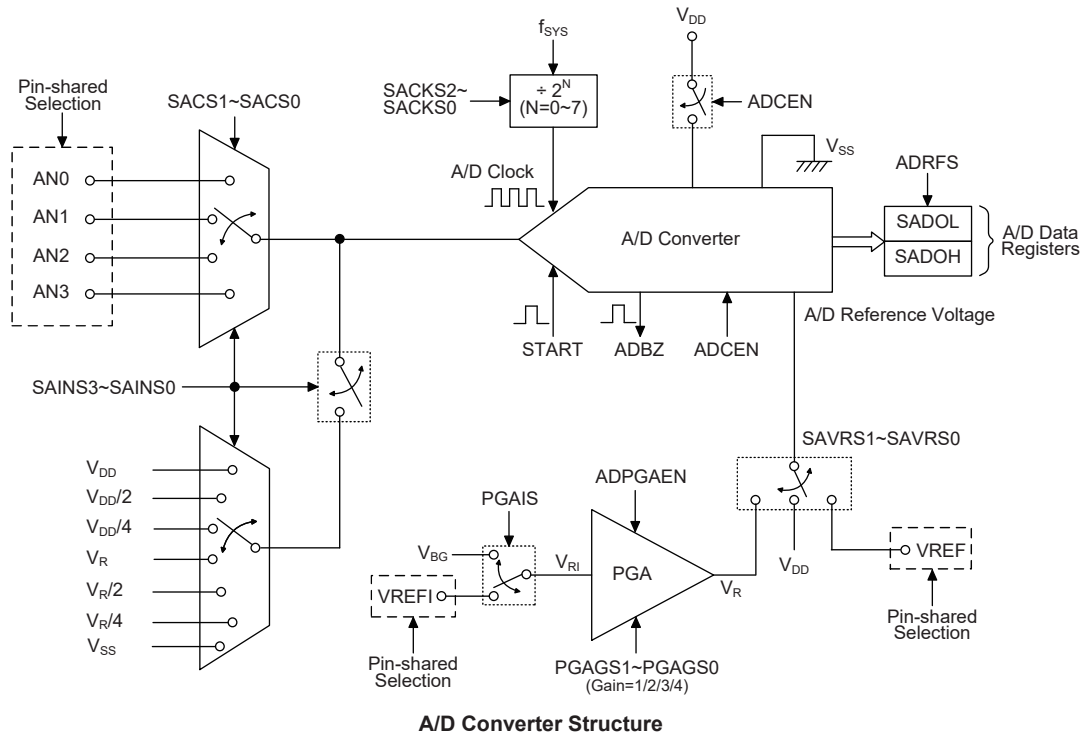 Pin-shared
Selection
AN0
AN1
AN2
AN3
SACS1~SACS0
SACKS2~
SACKS0
fSYS
÷ 2^N
(N=0~7)
A/D Clock
VDD
ADCEN
VSS
A/D Converter
ADRFS
SADOL
SADOH
A/D Data
Registers
START
ADBZ
ADCEN
A/D Reference Voltage
SAINS3~SAINS0
VDD
VDD/2
VDD/4
VR
VR/2
VR/4
VSS
SAVRS1~SAVRS0
PGAIS
VBG
VREFI
Pin-shared
Selection
VRI
ADPGAEN
PGA
PGAGS1~PGAGS0
(Gain=1/2/3/4)
VR
VDD
VREF
Pin-shared
Selection
A/D Converter Structure